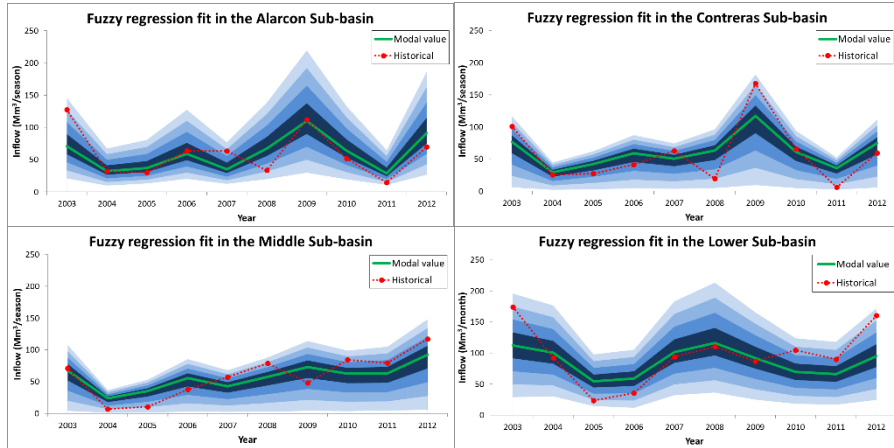 Fuzzy regression fit in the Alarcon Sub-basin
250
200
150
100
50
0
Inflow (Mm³/season)
Modal value
Historical
2003 2004 2005 2006 2007 2008 2009 2010 2011 2012
Year
Fuzzy regression fit in the Contreras Sub-basin
250
200
150
100
50
0
Inflow (Mm³/season)
Modal value
Historical
2003 2004 2005 2006 2007 2008 2009 2010 2011 2012
Year
Fuzzy regression fit in the Middle Sub-basin
250
200
150
100
50
0
Inflow (Mm³/season)
Modal value
Historical
2003 2004 2005 2006 2007 2008 2009 2010 2011 2012
Year
Fuzzy regression fit in the Lower Sub-basin
250
200
150
100
50
0
Inflow (Mm³/month)
Modal value
Historical
2003 2004 2005 2006 2007 2008 2009 2010 2011 2012
Year